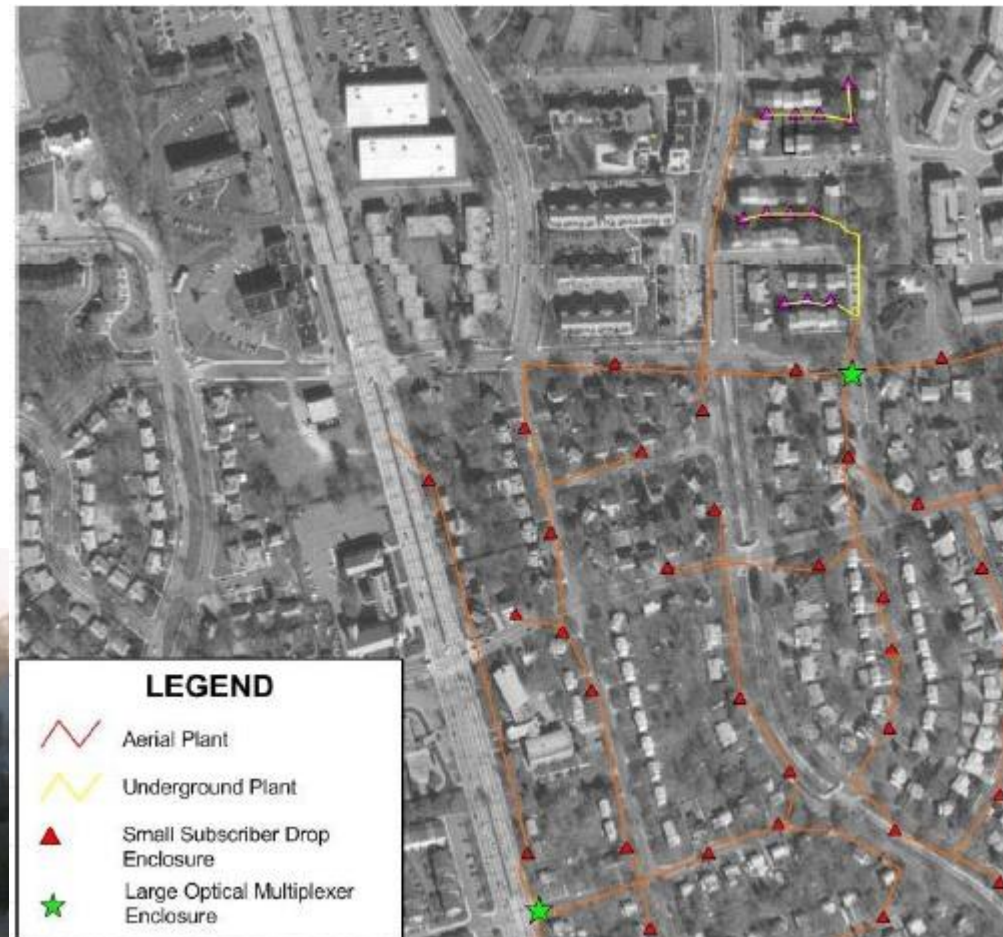 LEGEND
Aerial Plant
Underground Plant
Small Subscriber Drop
Enclosure
Large Optical Multiplexer
Enclosure